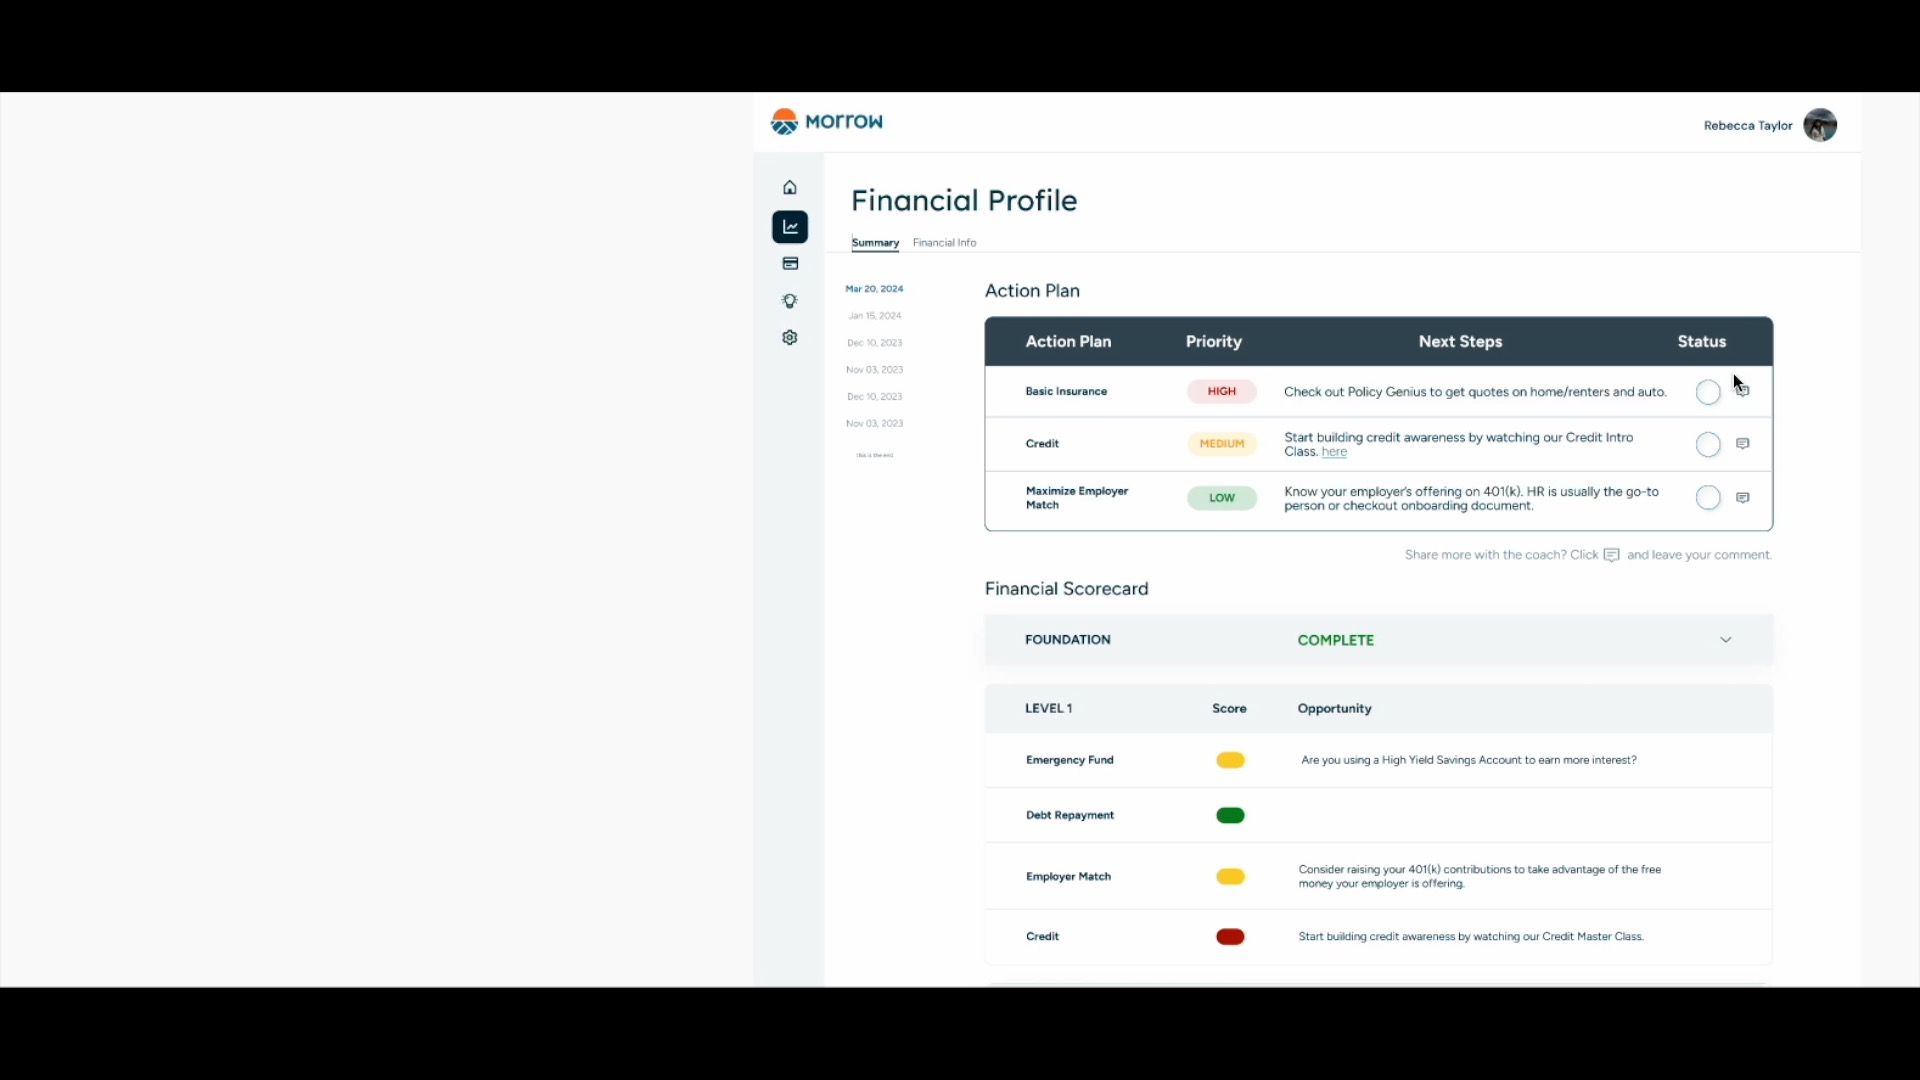 MORROW
Rebecca Taylor
Financial Profile
Summary Financial Info
Mar 20, 2024
Jan 15, 2024
Dec 10, 2023
Nov 03, 2023
Dec 10, 2023
Nov 03, 2023
this is the end
Action Plan
Action Plan Priority Next Steps Status
Basic Insurance HIGH Check out Policy Genius to get quotes on home/renters and auto.
Credit MEDIUM Start building credit awareness by watching our Credit Intro
Class. here
Maximize Employer
Match
LOW
Know your employer's offering on 401(k). HR is usually the go-to
person or checkout onboarding document.
Share more with the coach? Click and leave your comment.
Financial Scorecard
FOUNDATION COMPLETE
LEVEL 1 Score Opportunity
Emergency Fund Are you using a High Yield Savings Account to earn more interest?
Debt Repayment
Employer Match
Consider raising your 401(k) contributions to take advantage of the free
money your employer is offering.
Credit Start building credit awareness by watching our Credit Master Class.